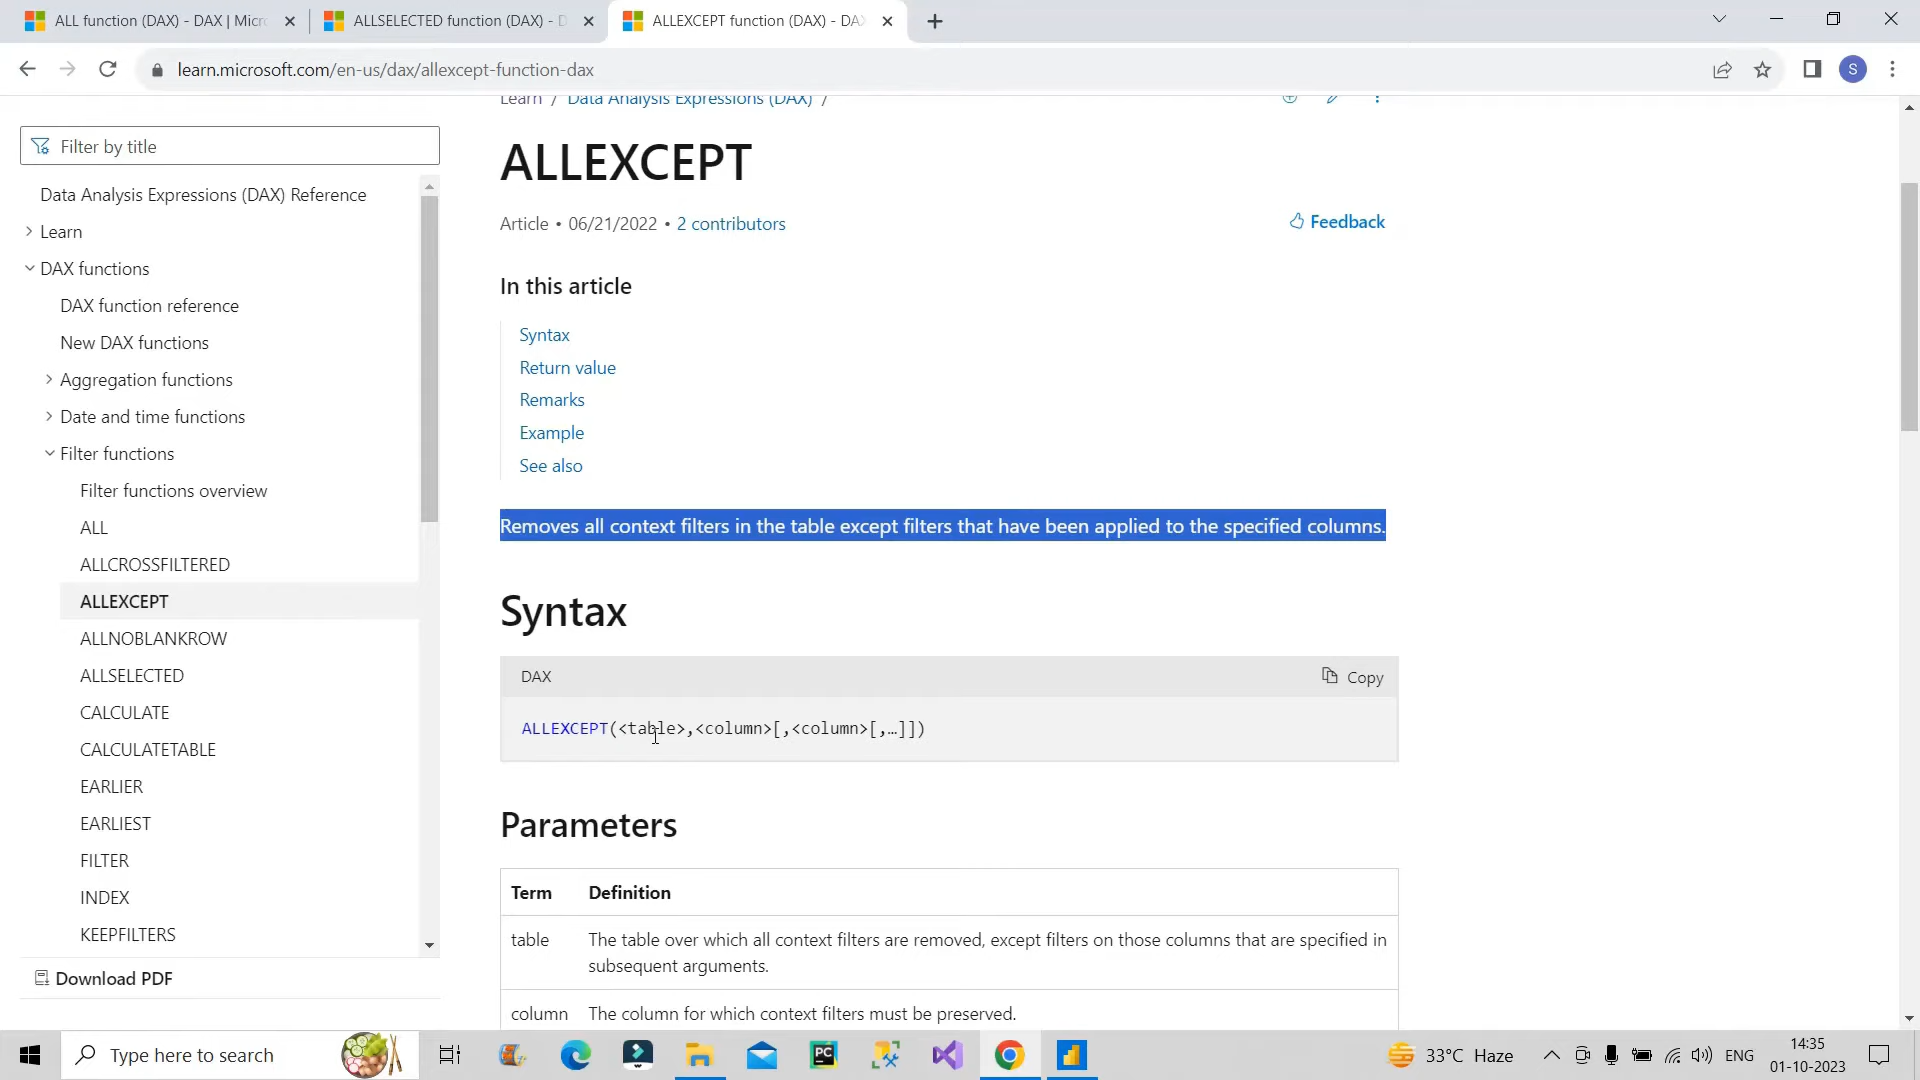 ALL function (DAX) - DAX | Micr
ALLSELECTED function (DAX) - D
ALLEXCEPT function (DAX) - DA
learn.microsoft.com/en-us/dax/allexcept-function-dax
S
Filter by title
Data Analysis Expressions (DAX) Reference
Learn
DAX functions
DAX function reference
New DAX functions
Aggregation functions
Date and time functions
Filter functions
Filter functions overview
ALL
ALLCROSSFILTERED
ALLEXCEPT
ALLNOBLANKROW
ALLSELECTED
CALCULATE
CALCULATETABLE
EARLIER
EARLIEST
FILTER
INDEX
KEEPFILTERS
Download PDF
Learn / Data Analysis Expressions (DAX) /
ALLEXCEPT
Article • 06/21/2022 • 2 contributors
Feedback
In this article
Syntax
Return value
Remarks
Example
See also
Removes all context filters in the table except filters that have been applied to the specified columns.
Syntax
DAX
Copy
ALLEXCEPT(<table>,<column>[,<column>[,…]])
Parameters
Term Definition
table The table over which all context filters are removed, except filters on those columns that are specified in
subsequent arguments.
column The column for which context filters must be preserved.
Type here to search
PC
33°C Haze
ENG
14:35
01-10-2023